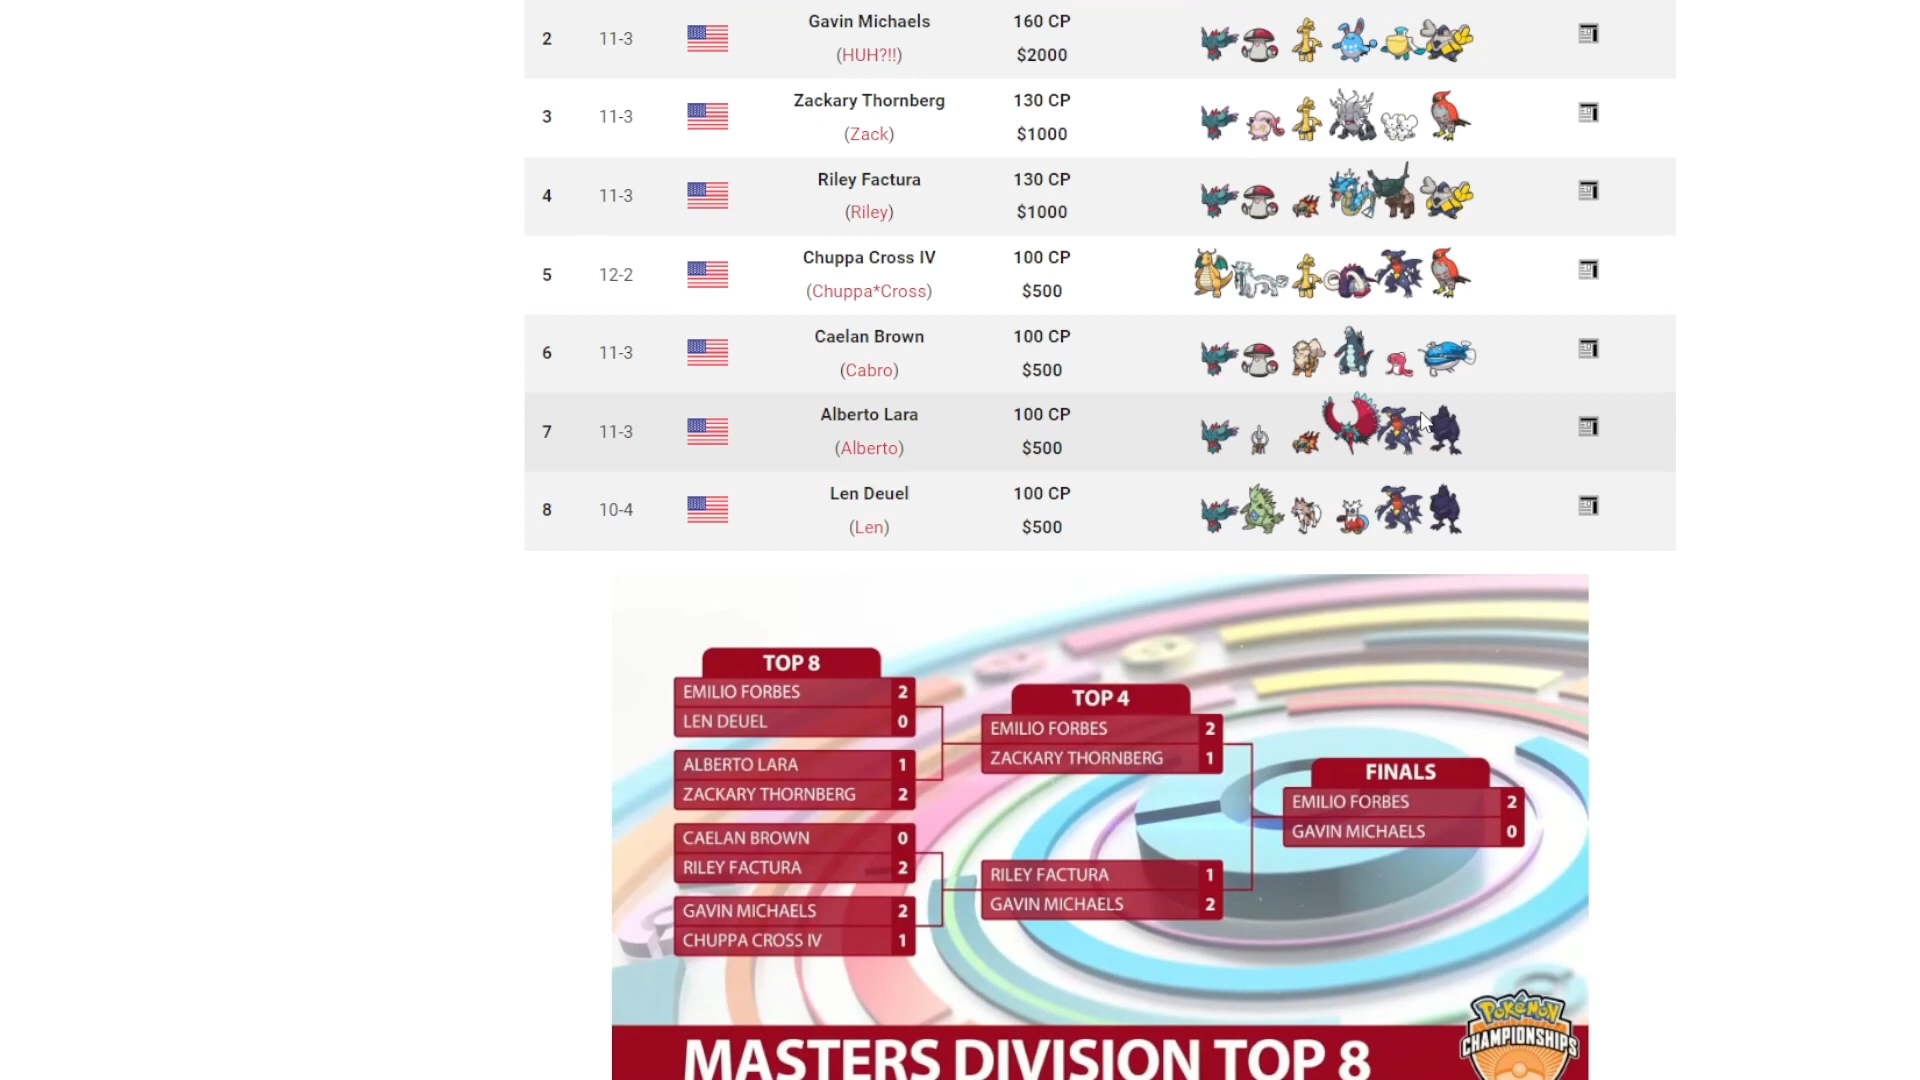 2 11-3 Gavin Michaels 160 CP
(HUH?!!) $2000
3 11-3 Zackary Thornberg 130 CP
(Zack) $1000
4 11-3 Riley Factura 130 CP
(Riley) $1000
5 12-2 Chuppa Cross IV 100 CP
(Chuppa*Cross) $500
6 11-3 Caelan Brown 100 CP
(Cabro) $500
7 11-3 Alberto Lara 100 CP
(Alberto) $500
8 10-4 Len Deuel 100 CP
(Len) $500
TOP 8
EMILIO FORBES 2
LEN DEUEL 0
ALBERTO LARA 1
ZACKARY THORNBERG 2
CAELAN BROWN 0
RILEY FACTURA 2
GAVIN MICHAELS 2
CHUPPA CROSS IV 1
TOP 4
EMILIO FORBES 2
ZACKARY THORNBERG 1
RILEY FACTURA 1
GAVIN MICHAELS 2
FINALS
EMILIO FORBES 2
GAVIN MICHAELS 0
MASTERS DIVISION TOP 8
POKéMON
CHAMPIONSHIPS